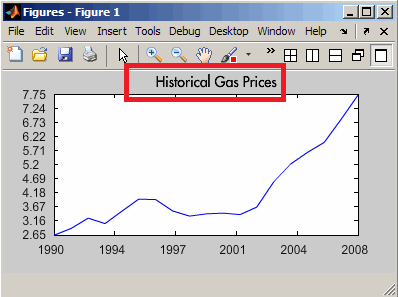 Figures - Figure 1
File Edit View Insert Tools Debug Desktop Window Help
Historical Gas Prices
7.75
7.23
6.73
6.22
5.71
5.2
4.69
4.18
3.67
3.16
2.65
1990 1994 1997 2001 2004 2008